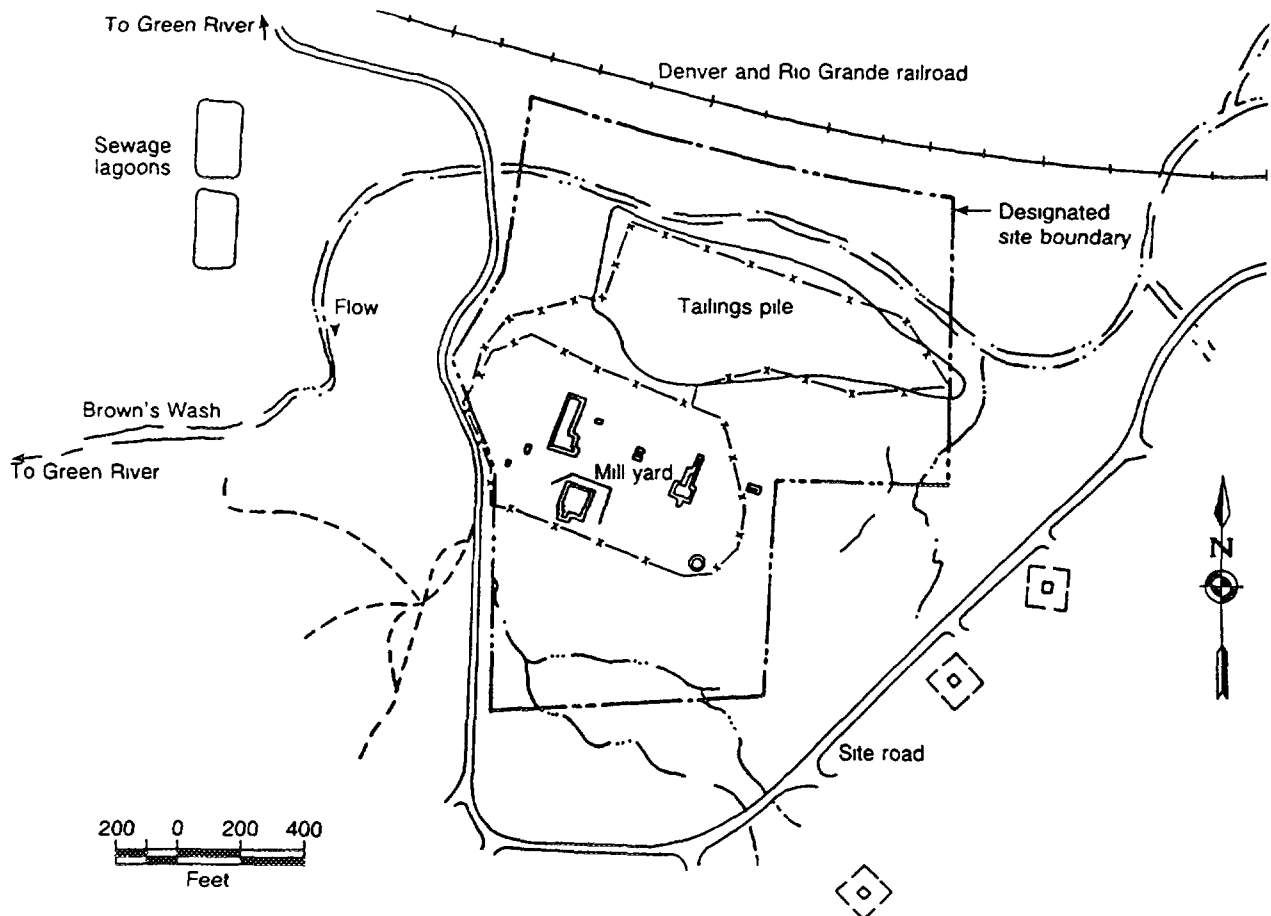 To Green River
Denver and Rio Grande railroad
Sewage
lagoons
Designated
site boundary
Tailings pile
Flow
Brown's Wash
To Green River
Mill yard
N
Site road
200 0 200 400
Feet